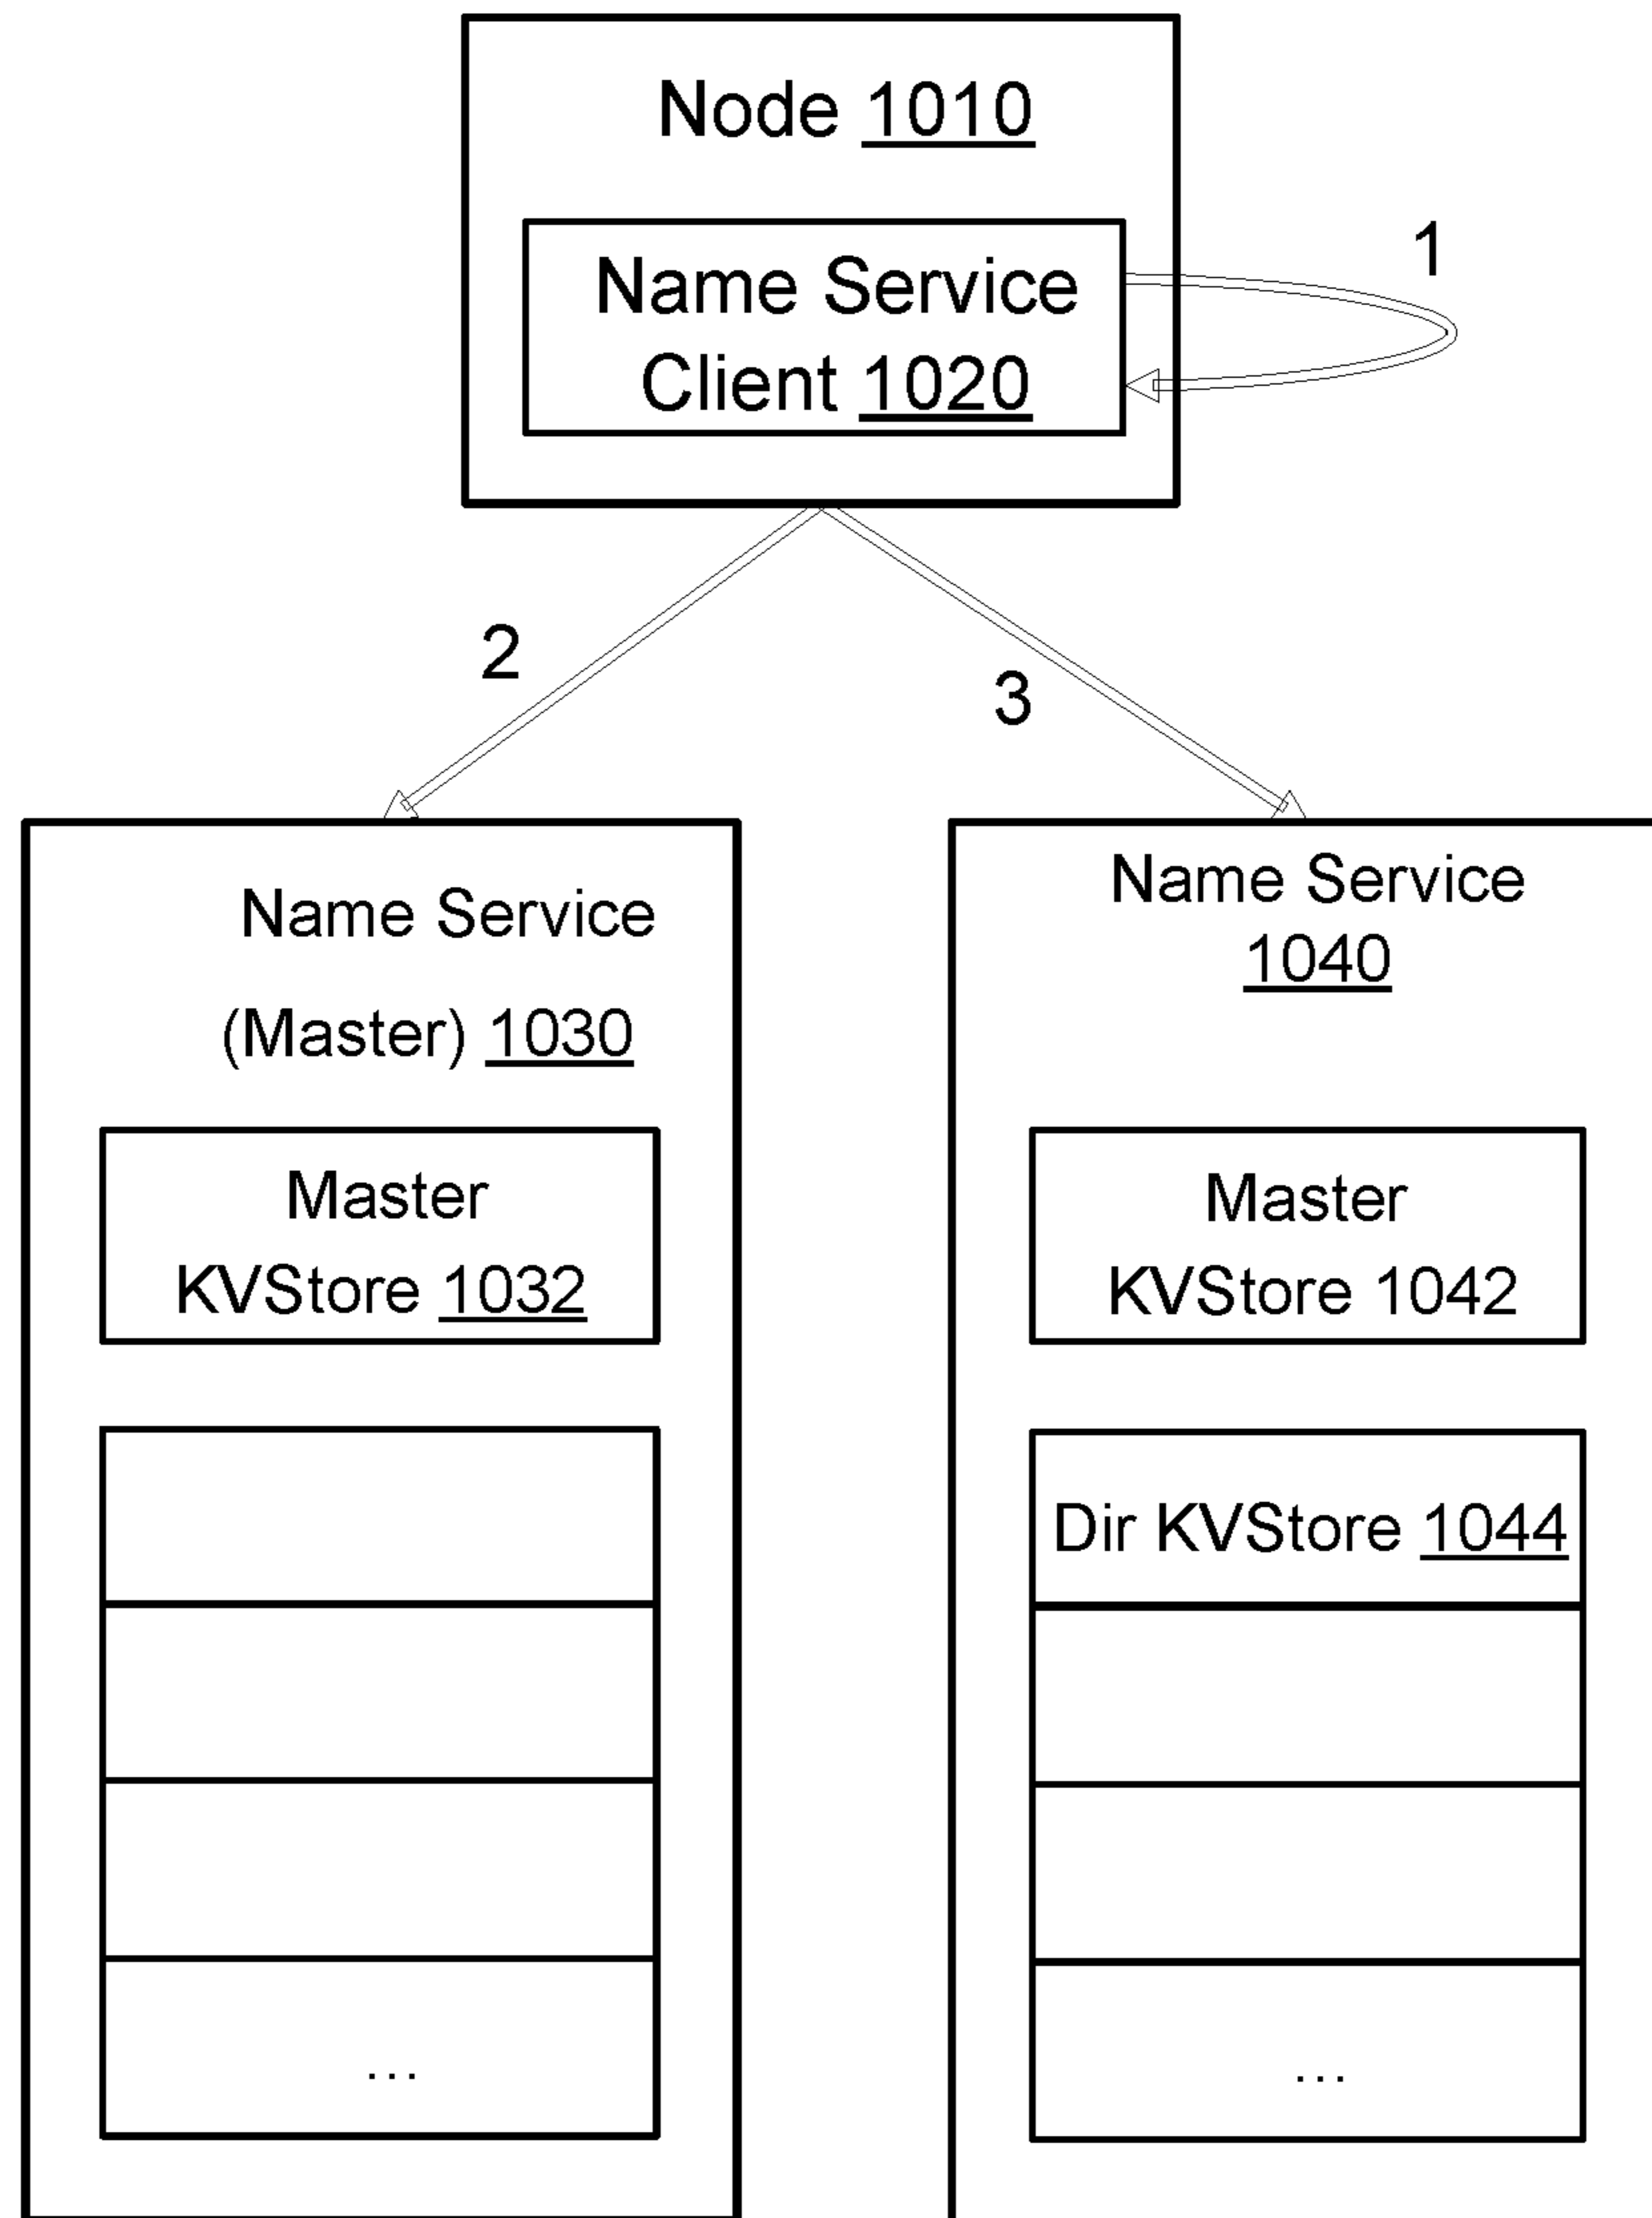 Node 1010
Name Service
Client 1020
1
2
3
Name Service
(Master) 1030
Master
KVStore 1032
...
Name Service
1040
Master
KVStore 1042
Dir KVStore 1044
...